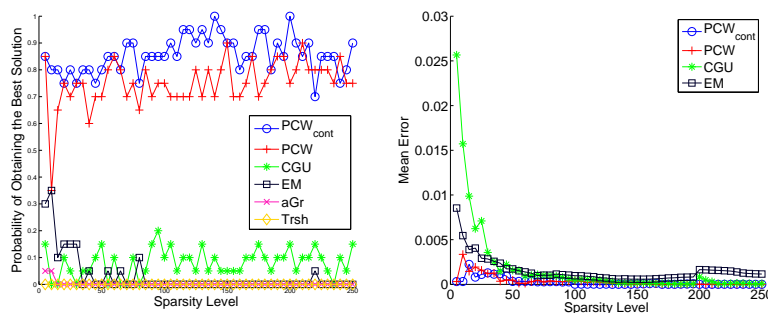 Probability of Obtaining the Best Solution
1
0.9
0.8
0.7
0.6
0.5
0.4
0.3
0.2
0.1
0
0
50
100
150
200
250
Sparsity Level
PCWcont
PCW
CGU
EM
aGr
Trsh
Mean Error
0.03
0.025
0.02
0.015
0.01
0.005
0
0
50
100
150
200
250
Sparsity Level
PCWcont
PCW
CGU
EM